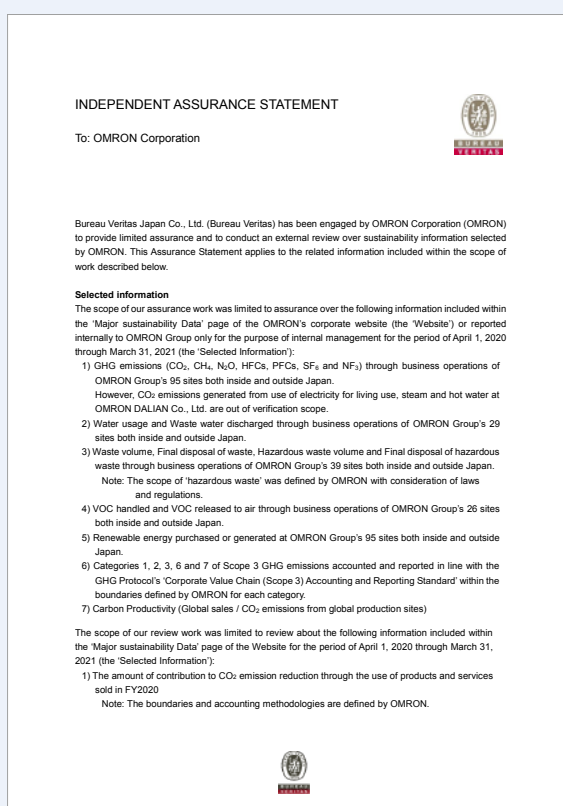 INDEPENDENT ASSURANCE STATEMENT
To: OMRON Corporation
BUREAU
VERITAS
Bureau Veritas Japan Co., Ltd. (Bureau Veritas) has been engaged by OMRON Corporation (OMRON)
to provide limited assurance and to conduct an external review over sustainability information selected
by OMRON. This Assurance Statement applies to the related information included within the scope of
work described below.
Selected information
The scope of our assurance work was limited to assurance over the following information included within
the ‘Major sustainability Data’ page of the OMRON’s corporate website (the ‘Website’) or reported
internally to OMRON Group only for the purpose of internal management for the period of April 1, 2020
through March 31, 2021 (the ‘Selected Information’):
1) GHG emissions (CO₂, CH₄, N₂O, HFCs, PFCs, SF₆ and NF₃) through business operations of
OMRON Group’s 95 sites both inside and outside Japan.
However, CO₂ emissions generated from use of electricity for living use, steam and hot water at
OMRON DALIAN Co., Ltd. are out of verification scope.
2) Water usage and Waste water discharged through business operations of OMRON Group’s 29
sites both inside and outside Japan.
3) Waste volume, Final disposal of waste, Hazardous waste volume and Final disposal of hazardous
waste through business operations of OMRON Group’s 39 sites both inside and outside Japan.
Note: The scope of ‘hazardous waste’ was defined by OMRON with consideration of laws
and regulations.
4) VOC handled and VOC released to air through business operations of OMRON Group’s 26 sites
both inside and outside Japan.
5) Renewable energy purchased or generated at OMRON Group’s 95 sites both inside and outside
Japan.
6) Categories 1, 2, 3, 6 and 7 of Scope 3 GHG emissions accounted and reported in line with the
GHG Protocol’s ‘Corporate Value Chain (Scope 3) Accounting and Reporting Standard’ within the
boundaries defined by OMRON for each category.
7) Carbon Productivity (Global sales / CO₂ emissions from global production sites)
The scope of our review work was limited to review about the following information included within
the ‘Major sustainability Data’ page of the Website for the period of April 1, 2020 through March 31,
2021 (the ‘Selected Information’):
1) The amount of contribution to CO₂ emission reduction through the use of products and services
sold in FY2020
Note: The boundaries and accounting methodologies are defined by OMRON.